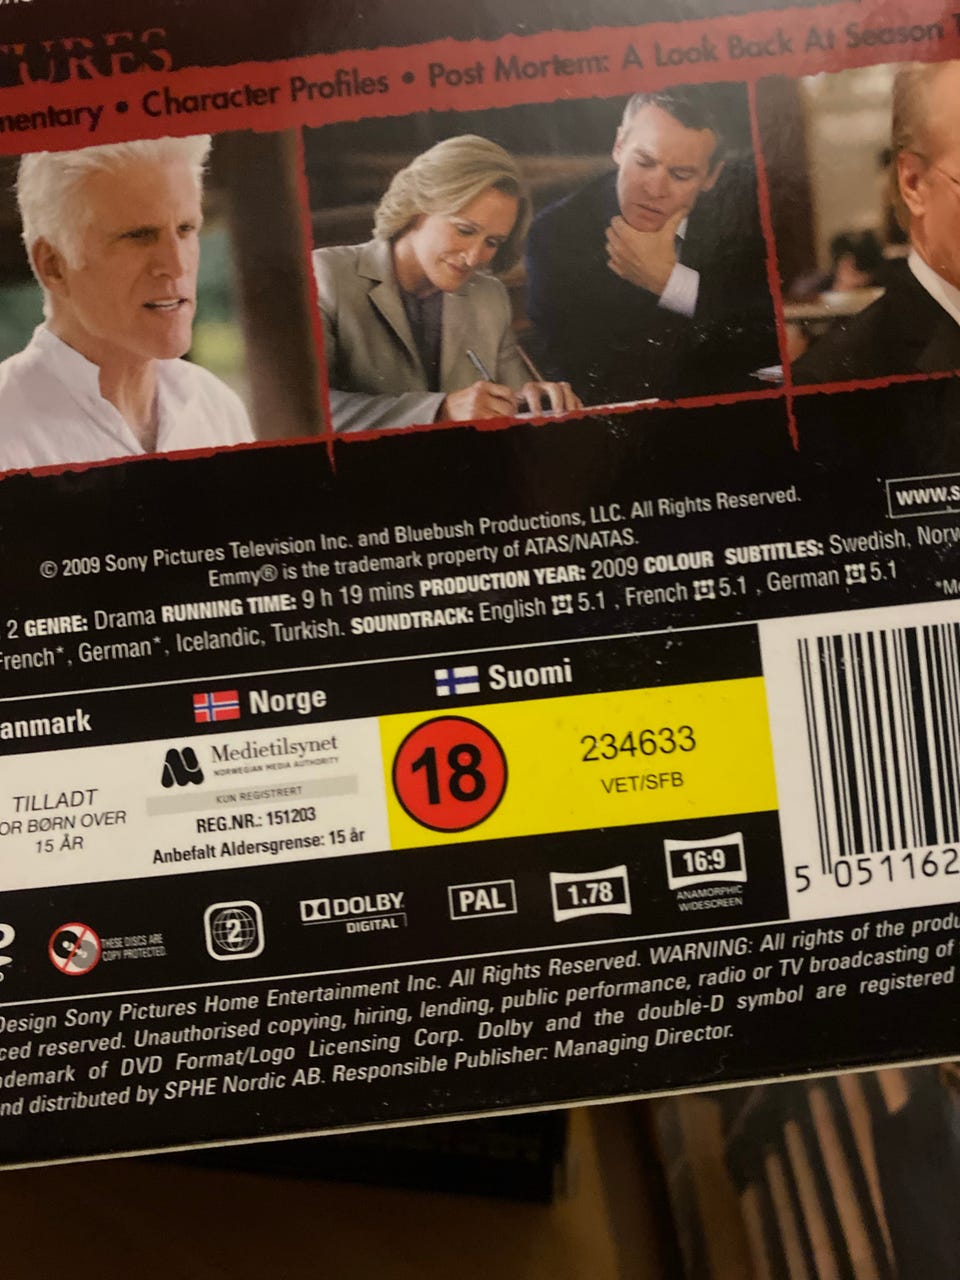 URES
mentary • Character Profiles • Post Mortem: A Look Back At Season
© 2009 Sony Pictures Television Inc. and Bluebush Productions, LLC. All Rights Reserved.
Emmy® is the trademark property of ATAS/NATAS.
www.s
2 GENRE: Drama RUNNING TIME: 9 h 19 mins PRODUCTION YEAR: 2009 COLOUR SUBTITLES: Swedish, Norw
French*, German*, Icelandic, Turkish. SOUNDTRACK: English 5.1 , French 5.1 , German 5.1
*Mo
anmark
Norge
Suomi
TILLADT
OR BØRN OVER
15 ÅR
Medietilsynet
NORWEGIAN MEDIA AUTHORITY
KUN REGISTRERT
REG.NR.: 151203
Anbefalt Aldersgrense: 15 år
18
234633
VET/SFB
5 051162
THESE DISCS ARE
COPY PROTECTED.
2
DOLBY
DIGITAL
PAL
1.78
16:9
ANAMORPHIC
WIDESCREEN
Design Sony Pictures Home Entertainment Inc. All Rights Reserved. WARNING: All rights of the produ
ced reserved. Unauthorised copying, hiring, lending, public performance, radio or TV broadcasting of
demark of DVD Format/Logo Licensing Corp. Dolby and the double-D symbol are registered
nd distributed by SPHE Nordic AB. Responsible Publisher: Managing Director.